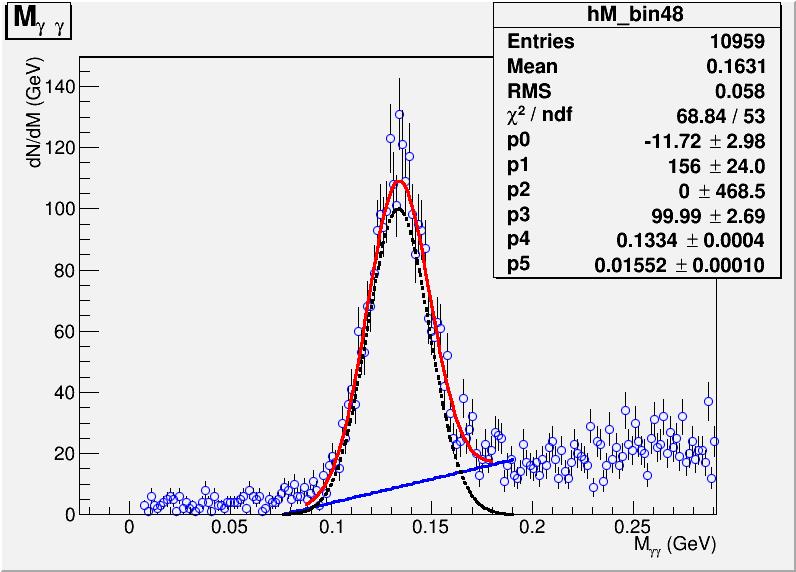 Mγ γ
hM_bin48
Entries 10959
Mean 0.1631
RMS 0.058
χ² / ndf 68.84 / 53
p0 -11.72 ± 2.98
p1 156 ± 24.0
p2 0 ± 468.5
p3 99.99 ± 2.69
p4 0.1334 ± 0.0004
p5 0.01552 ± 0.00010
dN/dM (GeV)
140
120
100
80
60
40
20
0
0 0.05 0.1 0.15 0.2 0.25
Mγγ (GeV)